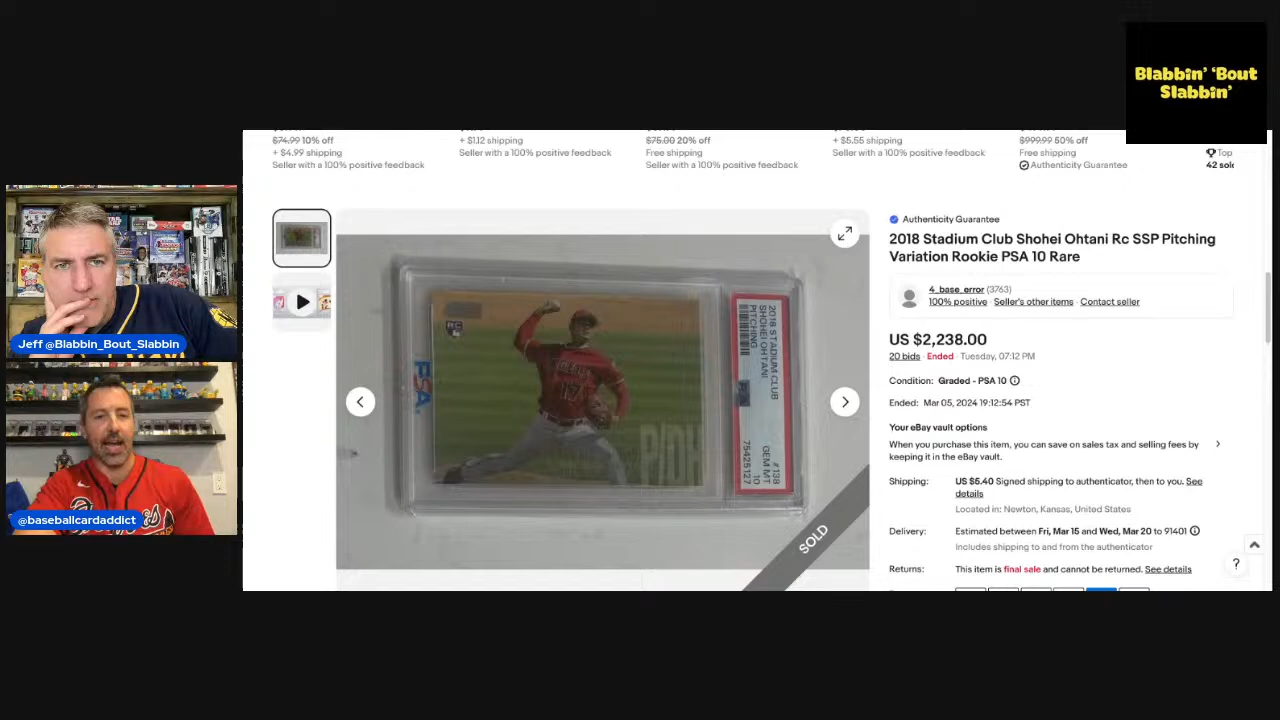 Blabbin' 'Bout
Slabbin'
$74.99 10% off
+ $4.99 shipping
Seller with a 100% positive feedback
+ $1.12 shipping
Seller with a 100% positive feedback
$75.00 20% off
Free shipping
Seller with a 100% positive feedback
+ $5.55 shipping
Seller with a 100% positive feedback
$999.99 50% off
Free shipping
Authenticity Guarantee
Top
42 sold
Authenticity Guarantee
2018 Stadium Club Shohei Ohtani Rc SSP Pitching
Variation Rookie PSA 10 Rare
4_base_error (3763)
100% positive · Seller's other items · Contact seller
US $2,238.00
20 bids · Ended · Tuesday, 07:12 PM
Condition: Graded - PSA 10
Ended: Mar 05, 2024 19:12:54 PST
Your eBay vault options
When you purchase this item, you can save on sales tax and selling fees by
keeping it in the eBay vault.
Shipping: US $5.40 Signed shipping to authenticator, then to you. See
details
Located in: Newton, Kansas, United States
Delivery: Estimated between Fri, Mar 15 and Wed, Mar 20 to 91401
Includes shipping to and from the authenticator
Returns: This item is final sale and cannot be returned. See details
?
SOLD
RC
PSA
17
2018 STADIUM CLUB
SHOHEI OHTANI
PITCHING
#138
GEM MT
10
75425127
Jeff @Blabbin_Bout_Slabbin
@baseballcardaddict